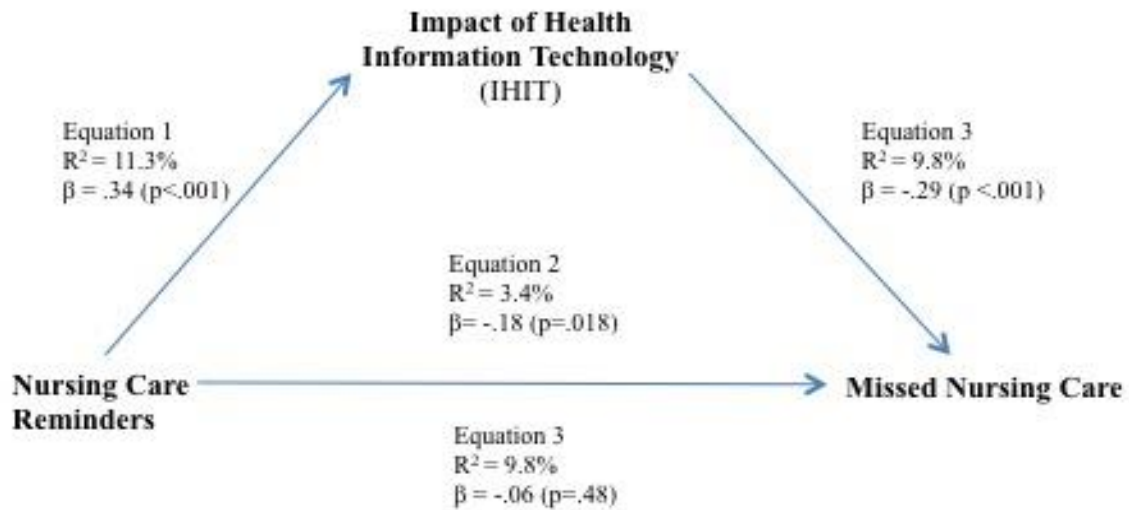 Impact of Health
Information Technology
(IHIT)
Equation 1
R² = 11.3%
β = .34 (p<.001)
Equation 3
R² = 9.8%
β = -.29 (p <.001)
Equation 2
R² = 3.4%
β= -.18 (p=.018)
Nursing Care
Reminders
Missed Nursing Care
Equation 3
R² = 9.8%
β = -.06 (p=.48)